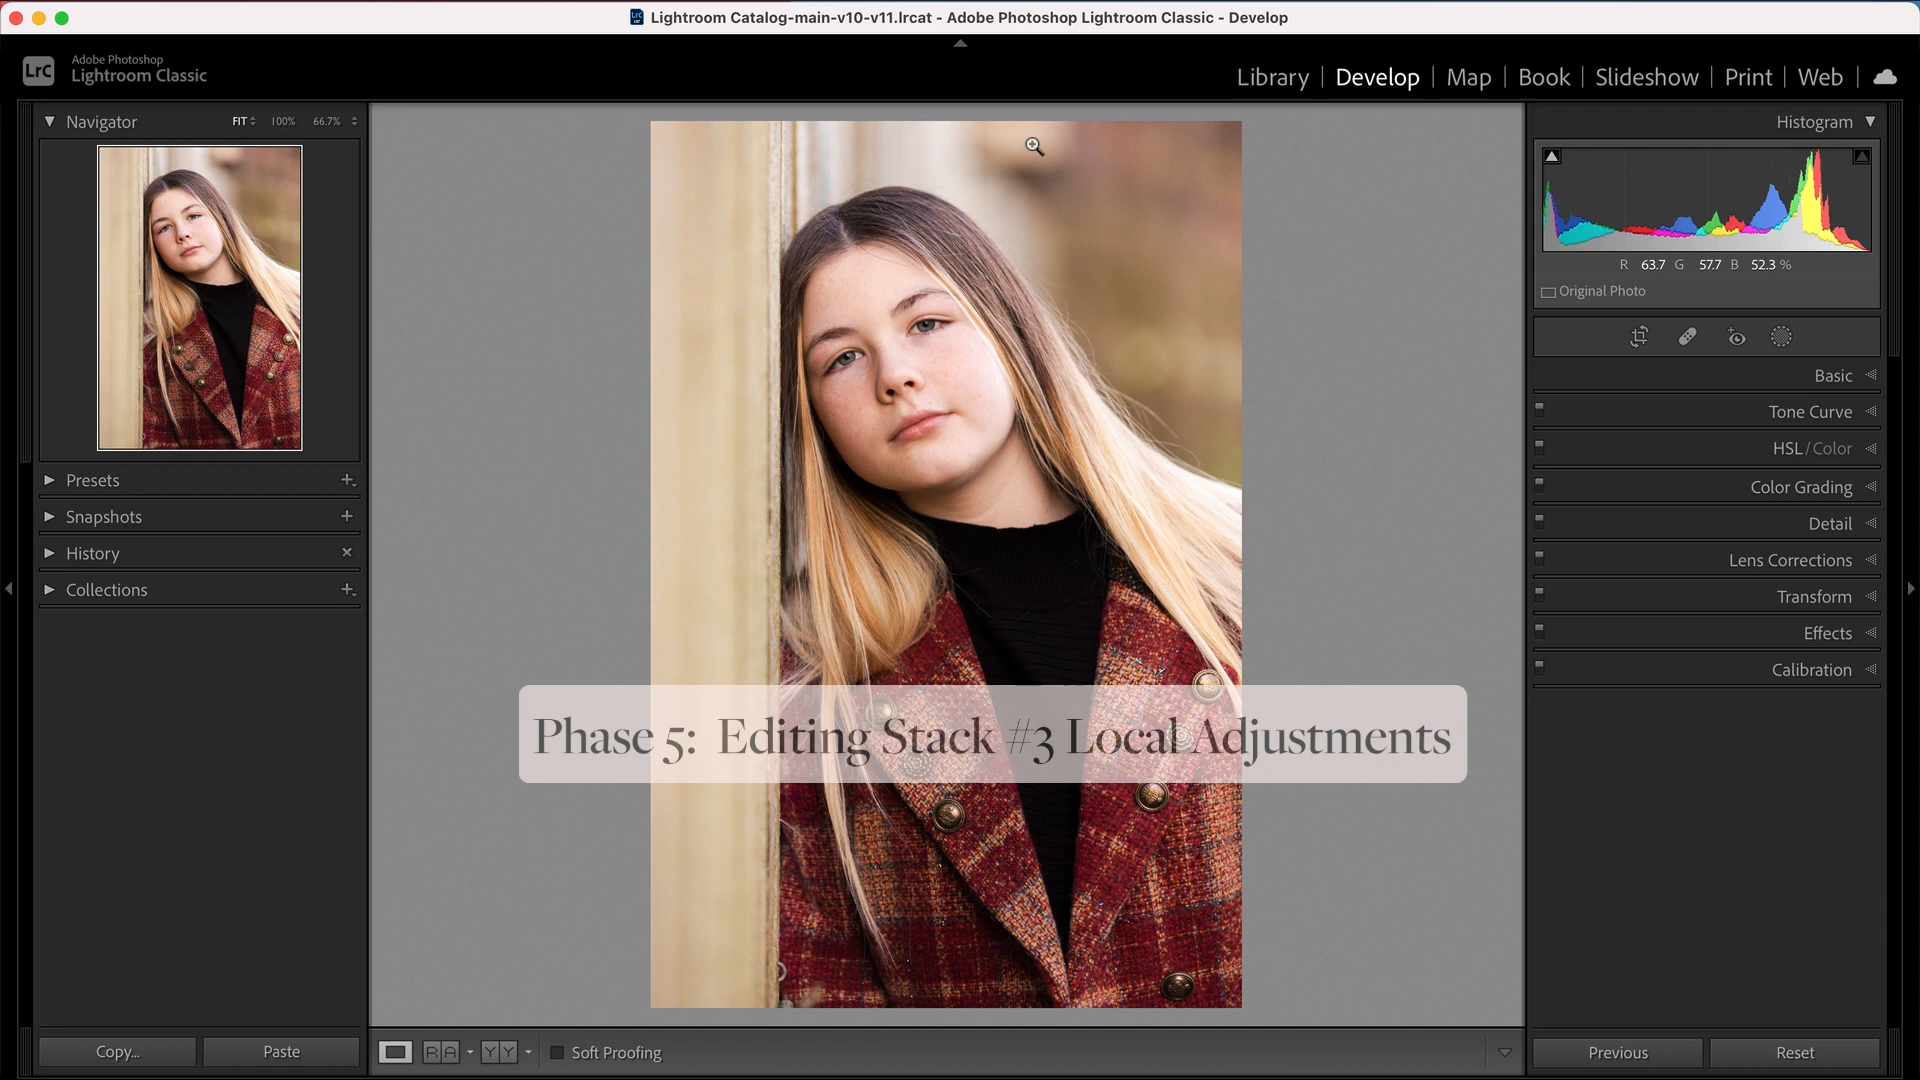 Lightroom Catalog-main-v10-v11.lrcat - Adobe Photoshop Lightroom Classic - Develop
LrC
Adobe Photoshop
Lightroom Classic
Library | Develop | Map | Book | Slideshow | Print | Web
Navigator FIT 100% 66.7%
Histogram
R 63.7 G 57.7 B 52.3 %
Original Photo
Basic
Tone Curve
HSL / Color
Color Grading
Detail
Lens Corrections
Transform
Effects
Calibration
Presets
Snapshots
History
Collections
Phase 5: Editing Stack #3 Local Adjustments
Copy... Paste
R A Y Y Soft Proofing
Previous Reset